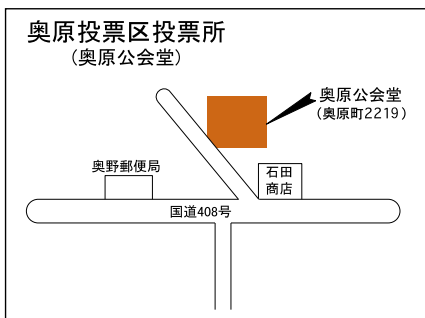 奥原投票区投票所
(奥原公会堂)
奥原公会堂
(奥原町2219)
奥野郵便局
石田
商店
国道408号